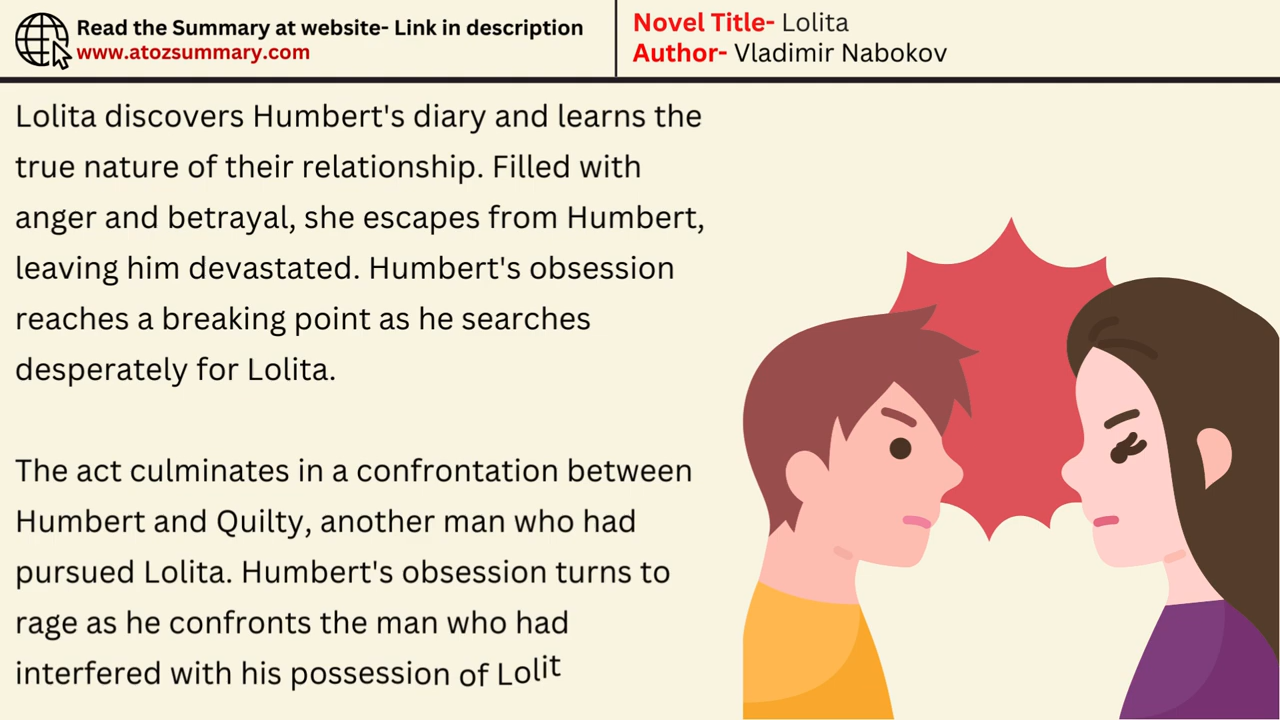 Read the Summary at website- Link in description
www.atozsummary.com
Novel Title- Lolita
Author- Vladimir Nabokov
Lolita discovers Humbert's diary and learns the
true nature of their relationship. Filled with
anger and betrayal, she escapes from Humbert,
leaving him devastated. Humbert's obsession
reaches a breaking point as he searches
desperately for Lolita.
The act culminates in a confrontation between
Humbert and Quilty, another man who had
pursued Lolita. Humbert's obsession turns to
rage as he confronts the man who had
interfered with his possession of Lolit